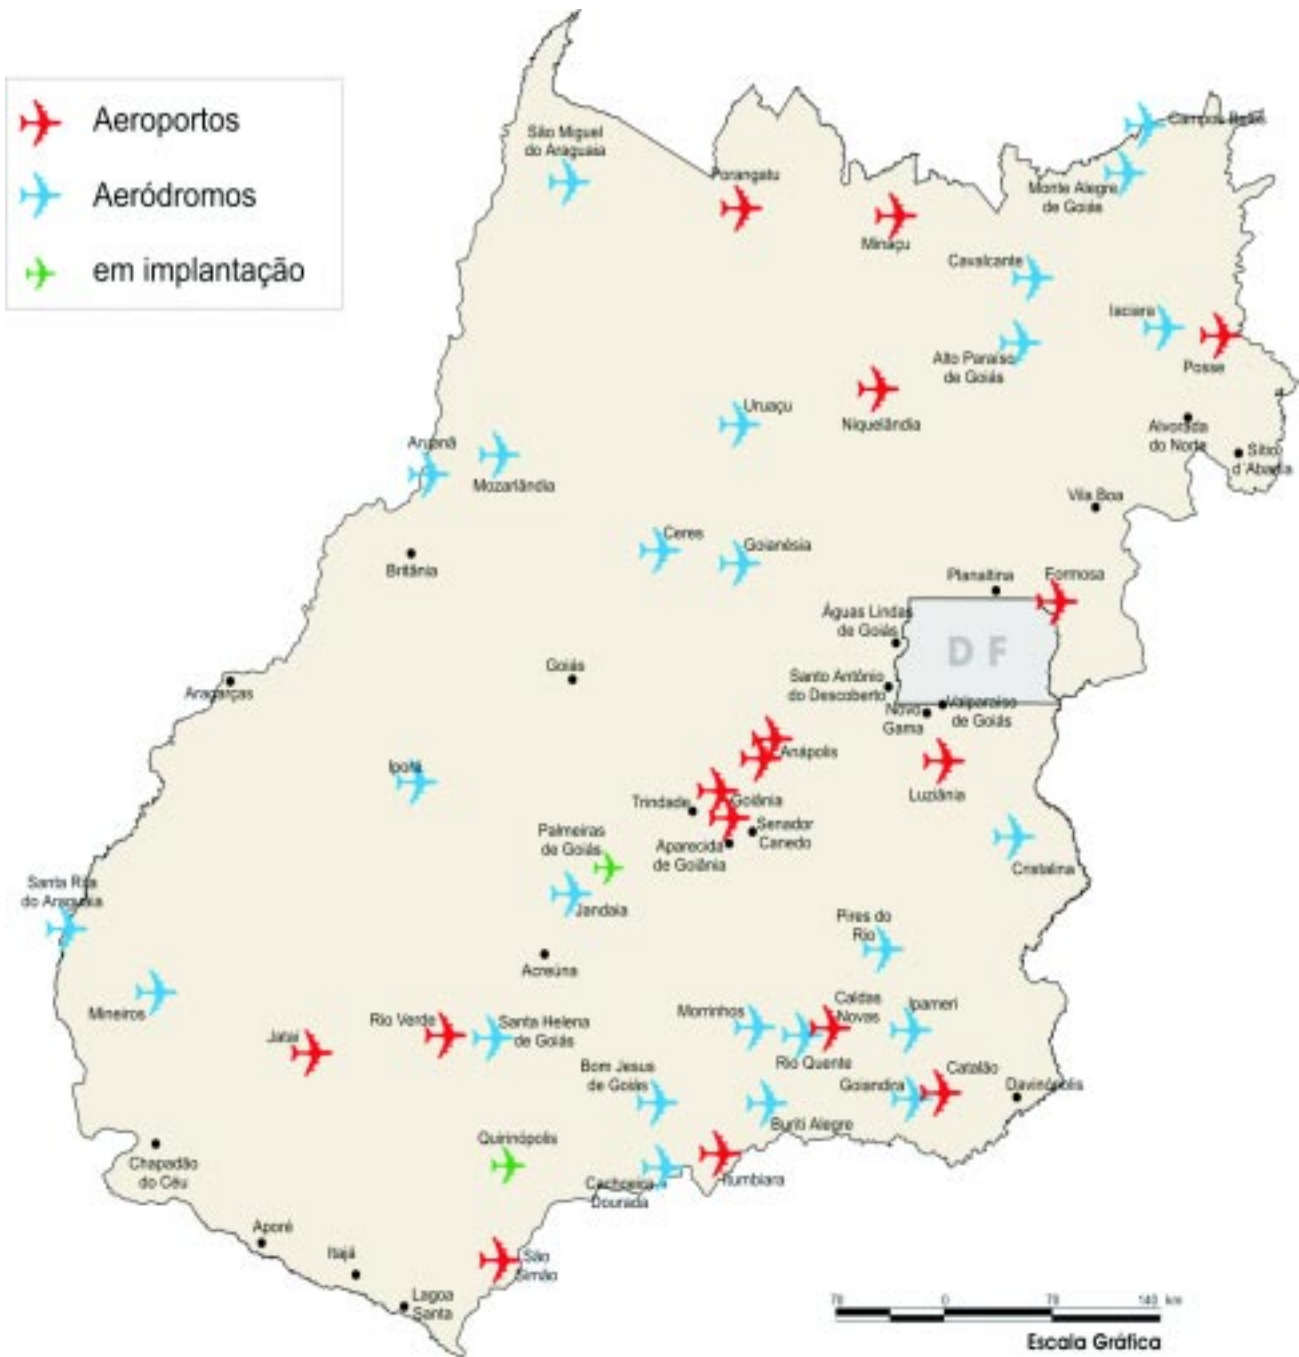 Aeroportos
Aeródromos
em implantação
São Miguel
do Araguaia
Porangatu
Minaçu
Campos Belos
Monte Alegre
de Goiás
Cavalcante
Iaciara
Posse
Alto Paraíso
de Goiás
Niquelândia
Uruaçu
Alvorada
do Norte
Sítio
d´Abadia
Aruanã
Mozarlândia
Vila Boa
Ceres
Goianésia
Britânia
Planaltina
Formosa
Águas Lindas
de Goiás
D F
Goiás
Santo Antônio
do Descoberto
Aragarças
Novo
Gama
Valparaíso
de Goiás
Anápolis
Luziânia
Iporá
Trindade
Goiânia
Senador
Canedo
Aparecida
de Goiânia
Palmeiras
de Goiás
Cristalina
Santa Rita
do Araguaia
Jandaia
Pires do
Rio
Acreúna
Mineiros
Jataí
Rio Verde
Santa Helena
de Goiás
Morrinhos
Caldas
Novas
Ipameri
Rio Quente
Bom Jesus
de Goiás
Goiandira
Catalão
Davinópolis
Buriti Alegre
Quirinópolis
Chapadão
do Céu
Cachoeira
Dourada
Itumbiara
Aporé
Itajá
São
Simão
Lagoa
Santa
70 0 70 140 km
Escala Gráfica